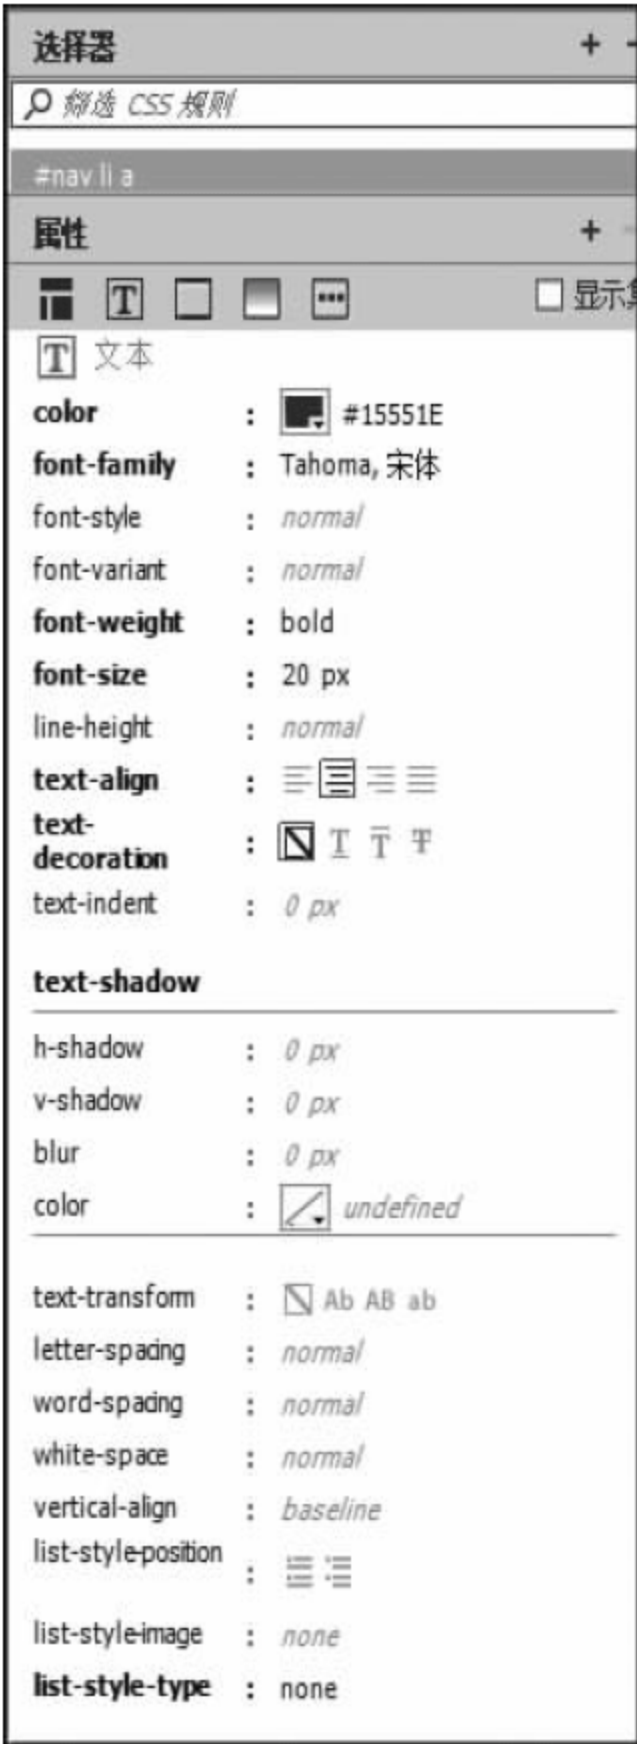 选择器 +
筛选 CSS 规则
#nav li a
属性 +
T 显示
T 文本
color : #15551E
font-family : Tahoma, 宋体
font-style : normal
font-variant : normal
font-weight : bold
font-size : 20 px
line-height : normal
text-align :
text-
decoration : T T T
text-indent : 0 px
text-shadow
h-shadow : 0 px
v-shadow : 0 px
blur : 0 px
color : undefined
text-transform : Ab AB ab
letter-spacing : normal
word-spacing : normal
white-space : normal
vertical-align : baseline
list-style-position :
list-style-image : none
list-style-type : none